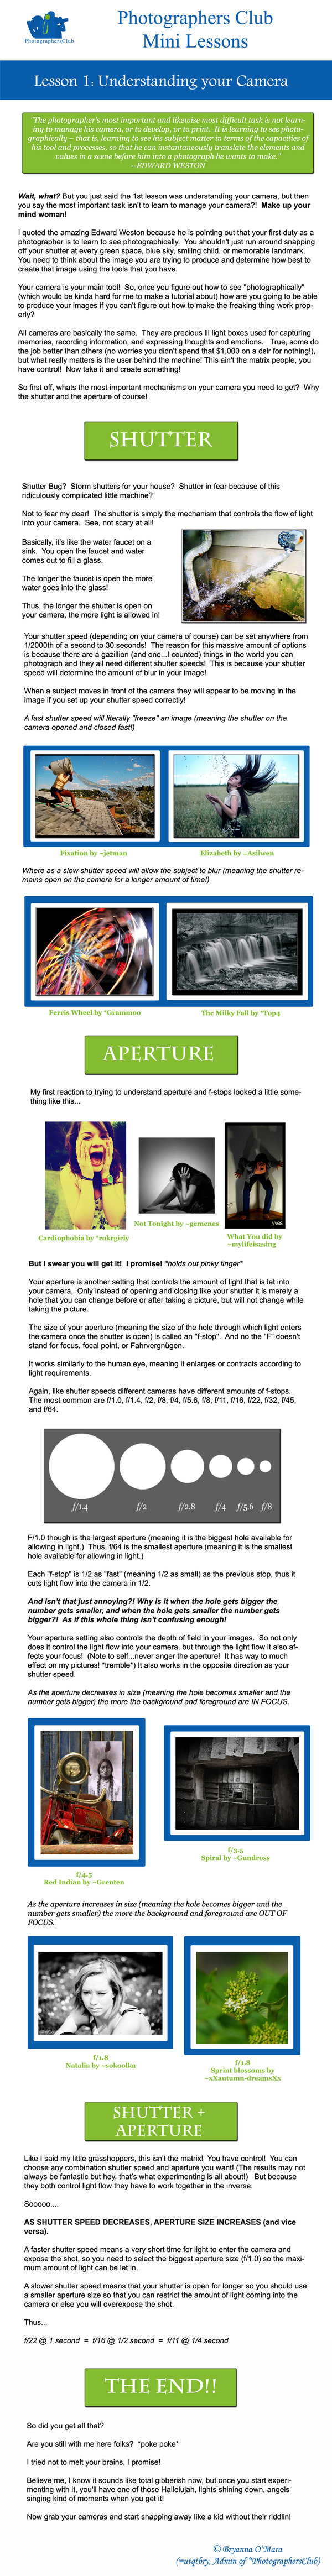 Photographers Club
Mini Lessons
PhotographersClub
Lesson 1: Understanding your Camera
"The photographer's most important and likewise most difficult task is not learn-
ing to manage his camera, or to develop, or to print.  It is learning to see photo-
graphically – that is, learning to see his subject matter in terms of the capacities of
his tool and processes, so that he can instantaneously translate the elements and
values in a scene before him into a photograph he wants to make."
—EDWARD WESTON
Wait, what? But you just said the 1st lesson was understanding your camera, but then
you say the most important task isn't to learn to manage your camera?!  Make up your
mind woman!
I quoted the amazing Edward Weston because he is pointing out that your first duty as a
photographer is to learn to see photographically.  You shouldn't just run around snapping
off your shutter at every green space, blue sky, smiling child, or memorable landmark.
You need to think about the image you are trying to produce and determine how best to
create that image using the tools that you have.
Your camera is your main tool!  So, once you figure out how to see "photographically"
(which would be kinda hard for me to make a tutorial about) how are you going to be able
to produce your images if you can't figure out how to make the freaking thing work prop-
erly?
All cameras are basically the same.  They are precious lil light boxes used for capturing
memories, recording information, and expressing thoughts and emotions.  True, some do
the job better than others (no worries you didn't spend that $1,000 on a dslr for nothing!),
but what really matters is the user behind the machine! This ain't the matrix people, you
have control!  Now take it and create something!
So first off, whats the most important mechanisms on your camera you need to get?  Why
the shutter and the aperture of course!
SHUTTER
Shutter Bug?  Storm shutters for your house?  Shutter in fear because of this
ridiculously complicated little machine?
Not to fear my dear!  The shutter is simply the mechanism that controls the flow of light
into your camera.  See, not scary at all!
Basically, it's like the water faucet on a
sink.  You open the faucet and water
comes out to fill a glass.
The longer the faucet is open the more
water goes into the glass!
Thus, the longer the shutter is open on
your camera, the more light is allowed in!
Your shutter speed (depending on your camera of course) can be set anywhere from
1/2000th of a second to 30 seconds!  The reason for this massive amount of options
is because there are a gazillion (and one...I counted) things in the world you can
photograph and they all need different shutter speeds!  This is because your shutter
speed will determine the amount of blur in your image!
When a subject moves in front of the camera they will appear to be moving in the
image if you set up your shutter speed correctly!
A fast shutter speed will literally "freeze" an image (meaning the shutter on the
camera opened and closed fast!)
Fixation by ~jetman
Elizabeth by =Asilwen
Where as a slow shutter speed will allow the subject to blur (meaning the shutter re-
mains open on the camera for a longer amount of time!)
Ferris Wheel by *Grammoo
The Milky Fall by *Top4
APERTURE
My first reaction to trying to understand aperture and f-stops looked a little some-
thing like this...
yves
Cardiophobia by *rokrgirly
Not Tonight by ~gemenes
What You did by
~mylifeisasing
But I swear you will get it!  I promise!  *holds out pinky finger*
Your aperture is another setting that controls the amount of light that is let into
your camera.  Only instead of opening and closing like your shutter it is merely a
hole that you can change before or after taking a picture, but will not change while
taking the picture.
The size of your aperture (meaning the size of the hole through which light enters
the camera once the shutter is open) is called an "f-stop".  And no the "F" doesn't
stand for focus, focal point, or Fahrvergnügen.
It works similarly to the human eye, meaning it enlarges or contracts according to
light requirements.
Again, like shutter speeds different cameras have different amounts of f-stops.
The most common are f/1.0, f/1.4, f/2, f/8, f/4, f/5.6, f/8, f/11, f/16, f/22, f/32, f/45,
and f/64.
f/1.4 f/2 f/2.8 f/4 f/5.6 f/8
F/1.0 though is the largest aperture (meaning it is the biggest hole available for
allowing in light.)  Thus, f/64 is the smallest aperture (meaning it is the smallest
hole available for allowing in light.)
Each "f-stop" is 1/2 as "fast" (meaning 1/2 as small) as the previous stop, thus it
cuts light flow into the camera in 1/2.
And isn't that just annoying?! Why is it when the hole gets bigger the
number gets smaller, and when the hole gets smaller the number gets
bigger?!  As if this whole thing isn't confusing enough!
Your aperture setting also controls the depth of field in your images.  So not only
does it control the light flow into your camera, but through the light flow it also af-
fects your focus!  (Note to self...never anger the aperture!  It has way to much
effect on my pictures! *tremble*) It also works in the opposite direction as your
shutter speed.
As the aperture decreases in size (meaning the hole becomes smaller and the
number gets bigger) the more the background and foreground are IN FOCUS.
f/3.5
Spiral by ~Gundross
f/4.5
Red Indian by ~Grenten
As the aperture increases in size (meaning the hole becomes bigger and the
number gets smaller) the more the background and foreground are OUT OF
FOCUS.
f/1.8
Natalia by ~sokoolka
f/1.8
Sprint blossoms by
~xXautumn-dreamsXx
SHUTTER +
APERTURE
Like I said my little grasshoppers, this isn't the matrix!  You have control!  You can
choose any combination shutter speed and aperture you want! (The results may not
always be fantastic but hey, that's what experimenting is all about!)   But because
they both control light flow they have to work together in the inverse.
Sooooo....
AS SHUTTER SPEED DECREASES, APERTURE SIZE INCREASES (and vice
versa).
A faster shutter speed means a very short time for light to enter the camera and
expose the shot, so you need to select the biggest aperture size (f/1.0) so the maxi-
mum amount of light can be let in.
A slower shutter speed means that your shutter is open for longer so you should use
a smaller aperture size so that you can restrict the amount of light coming into the
camera or else you will overexpose the shot.
Thus...
f/22 @ 1 second  =  f/16 @ 1/2 second  =  f/11 @ 1/4 second
THE END!!
So did you get all that?
Are you still with me here folks?  *poke poke*
I tried not to melt your brains, I promise!
Believe me, I know it sounds like total gibberish now, but once you start experi-
menting with it, you'll have one of those Hallelujah, lights shining down, angels
singing kind of moments when you get it!
Now grab your cameras and start snapping away like a kid without their riddlin!
© Bryanna O'Mara
(=utqtbry, Admin of *PhotographersClub)